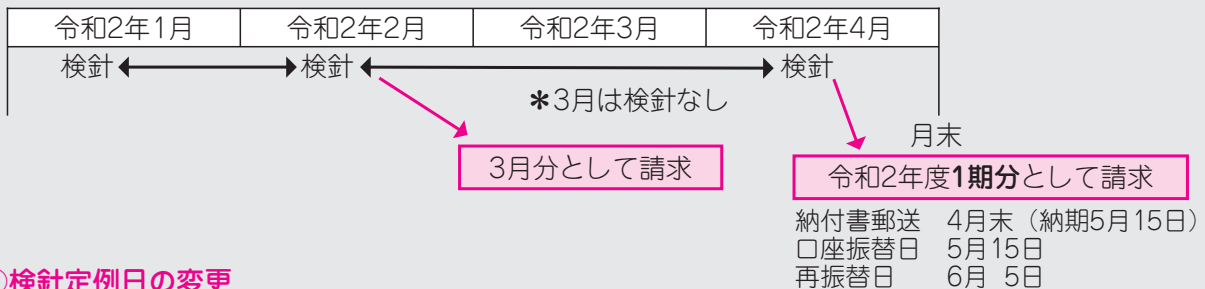 令和2年1月 令和2年2月 令和2年3月 令和2年4月
検針 検針 検針
*3月は検針なし
月末
3月分として請求
令和2年度1期分として請求
納付書郵送 4月末（納期5月15日）
口座振替日 5月15日
再振替日 6月 5日
検針定例日の変更